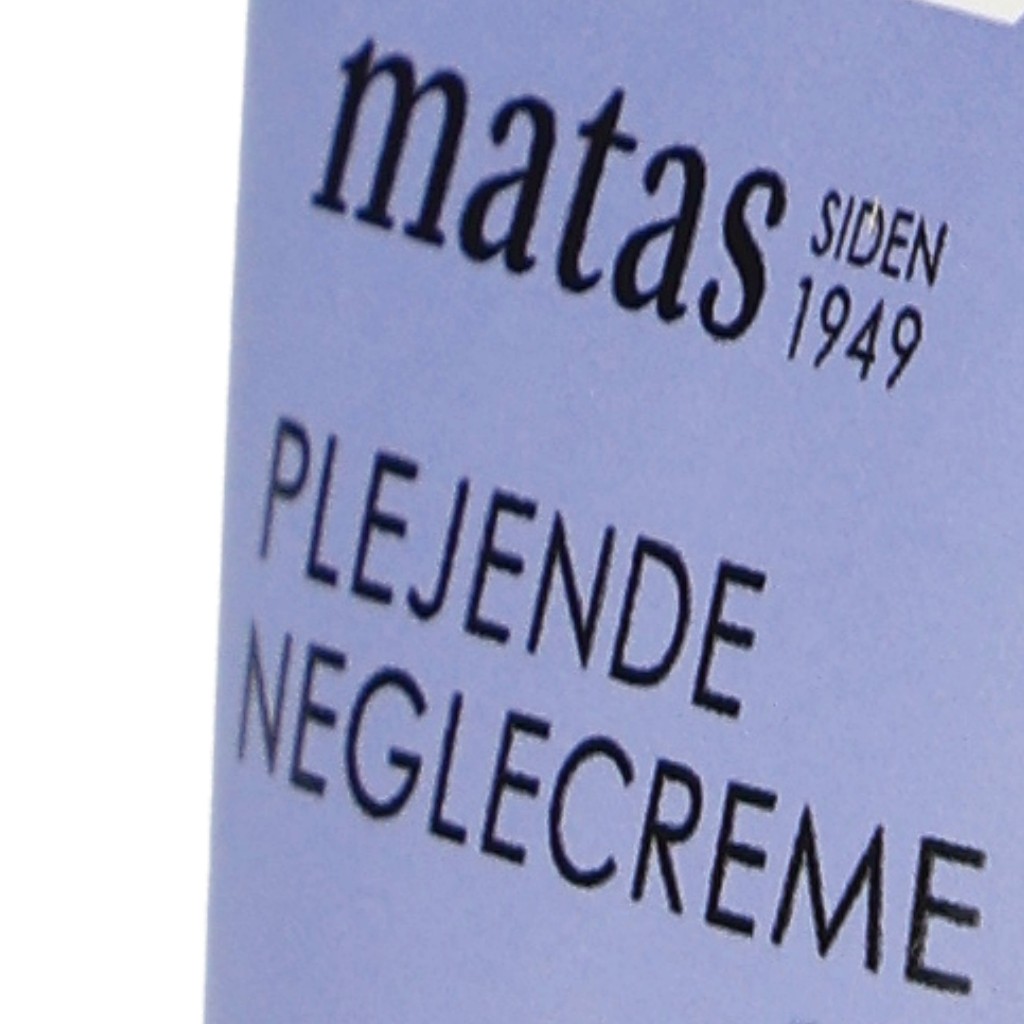 matas
SIDEN
1949
PLEJENDE
NEGLECREME